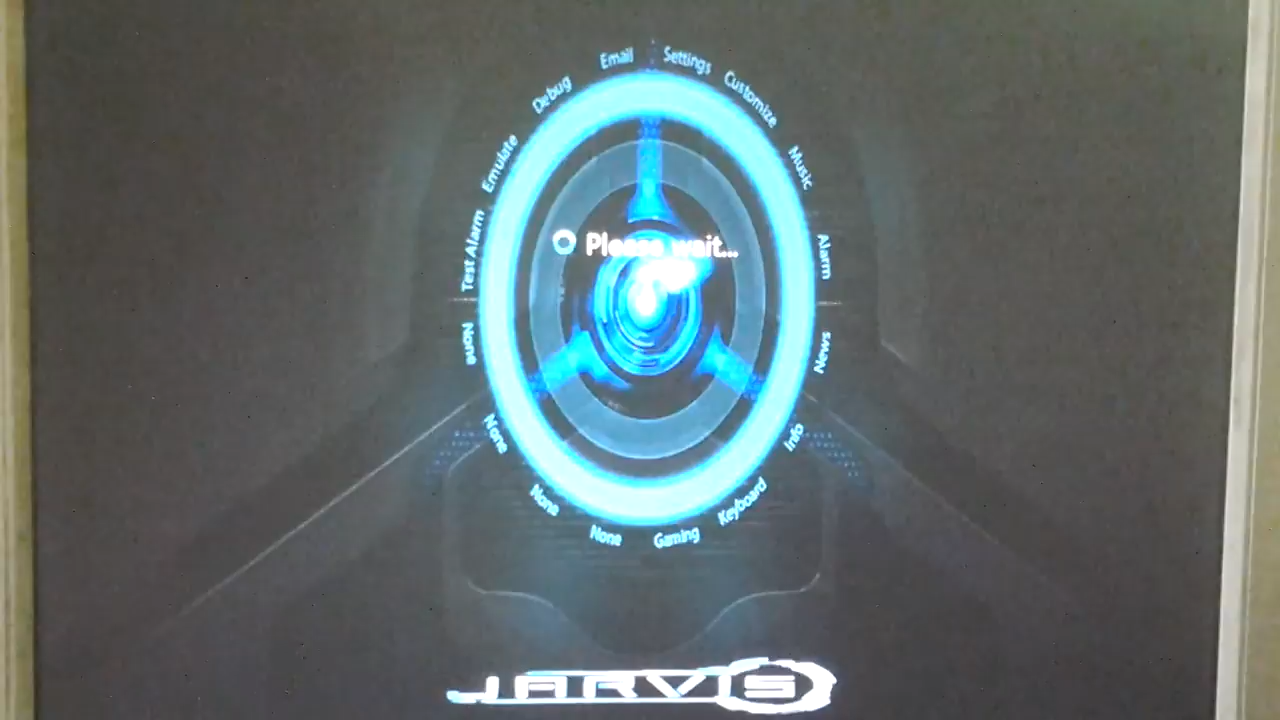 Email
Settings
Customize
Music
Alarm
News
Info
Keyboard
Gaming
None
None
None
None
Test Alarm
Emulate
Debug
Please wait...
JARVIS